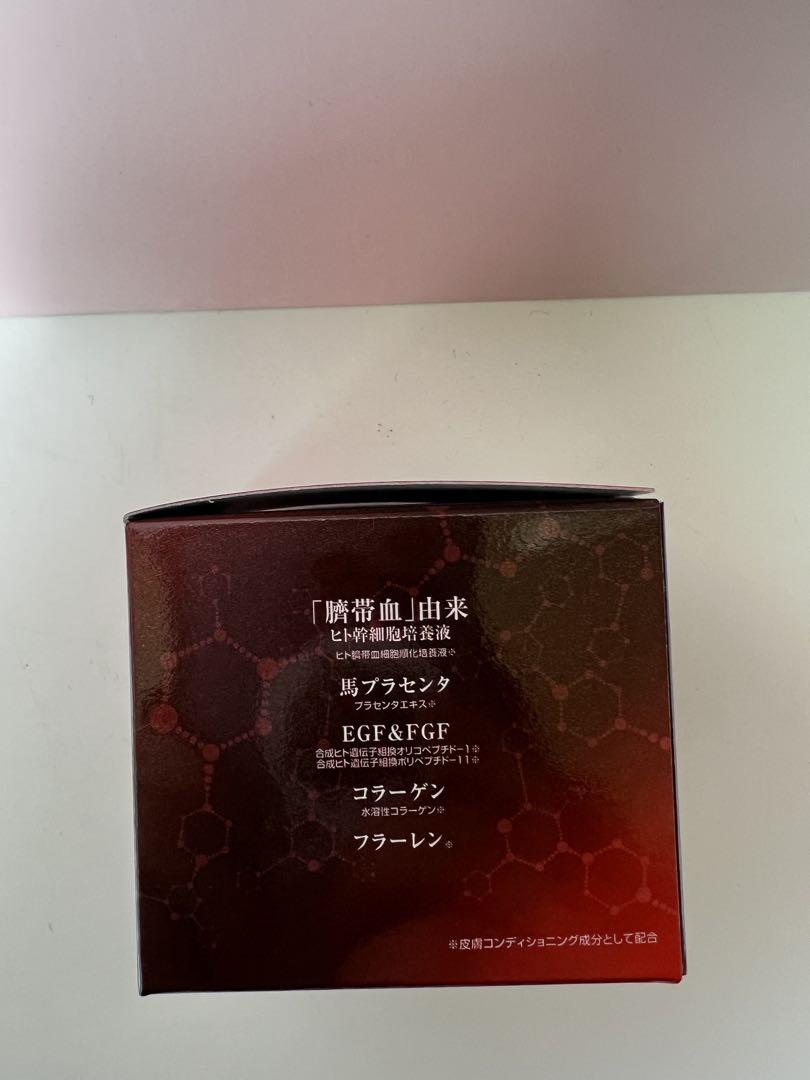 「臍帯血」由来
ヒト幹細胞培養液
ヒト臍帯血細胞順化培養液※
馬プラセンタ
プラセンタエキス※
EGF&FGF
合成ヒト遺伝子組換オリゴペプチド-1※
合成ヒト遺伝子組換ポリペプチド-11※
コラーゲン
水溶性コラーゲン※
フラーレン※
※皮膚コンディショニング成分として配合